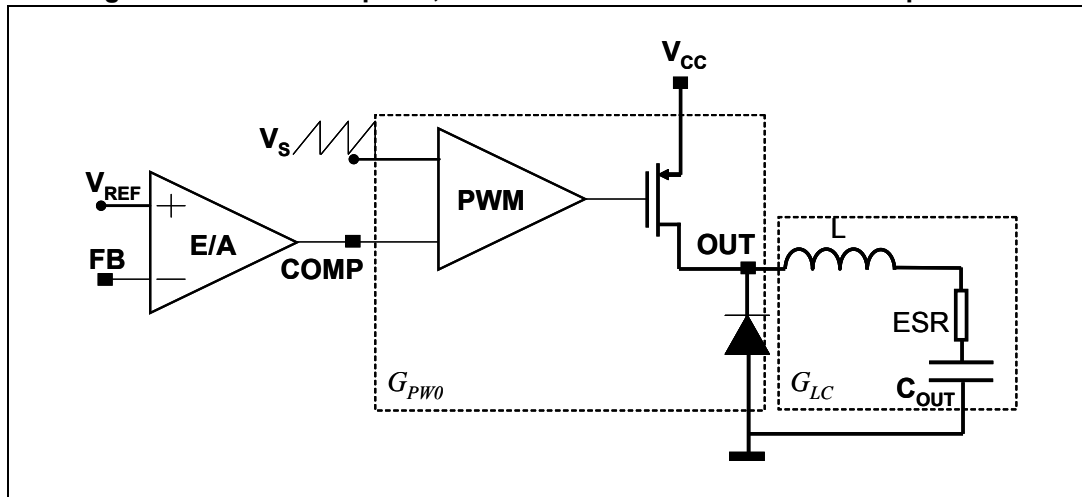 V_CC
V_S
V_REF
+
PWM
E/A
FB
−
COMP
OUT
L
ESR
C_OUT
G_PW0
G_LC